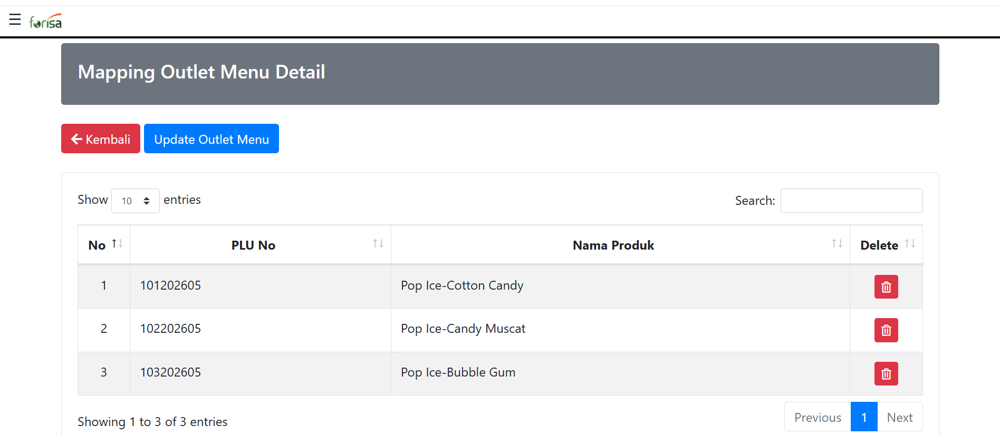 forisa
Mapping Outlet Menu Detail
Kembali
Update Outlet Menu
Show 10 entries
Search:
No PLU No Nama Produk Delete
1 101202605 Pop Ice-Cotton Candy
2 102202605 Pop Ice-Candy Muscat
3 103202605 Pop Ice-Bubble Gum
Showing 1 to 3 of 3 entries
Previous 1 Next